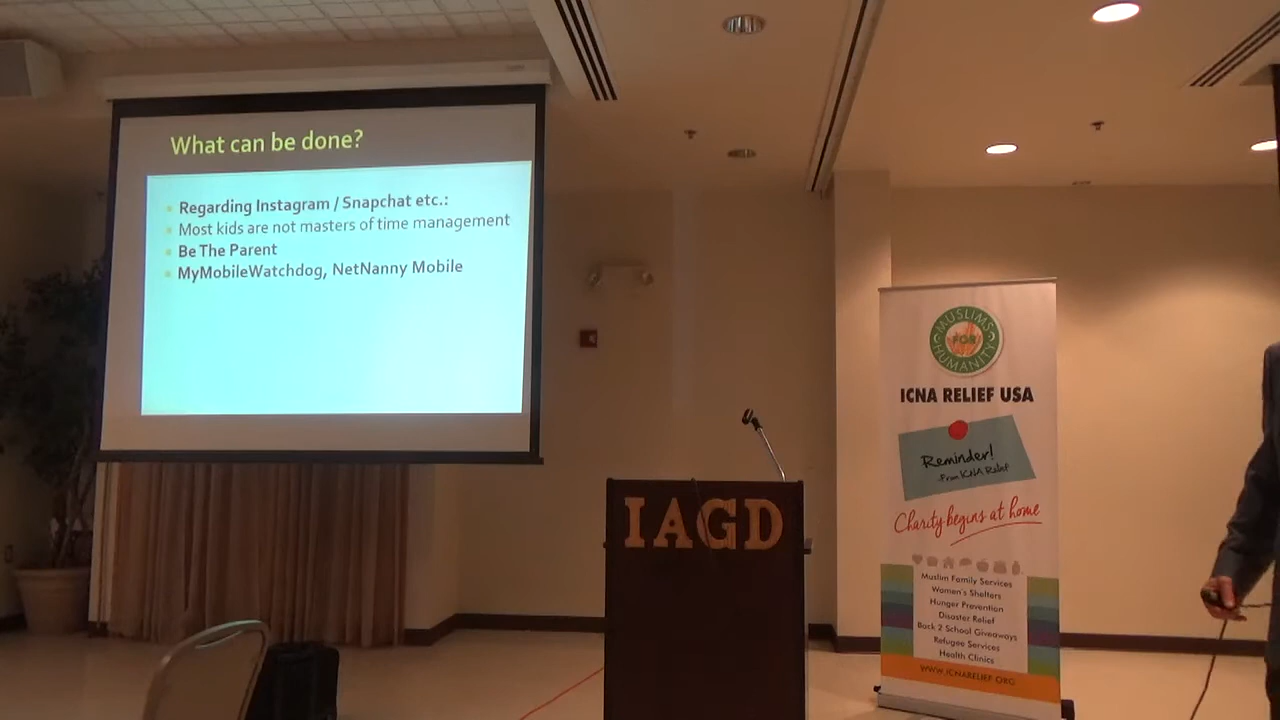 What can be done?
Regarding Instagram / Snapchat etc.:
Most kids are not masters of time management
Be The Parent
MyMobileWatchdog, NetNanny Mobile
IAGD
MUSLIMS
FOR
HUMANITY
ICNA RELIEF USA
Reminder!
From ICNA Relief
Charity begins at home
Muslim Family Services
Women's Shelters
Hunger Prevention
Disaster Relief
Back 2 School Giveaways
Refugee Services
Health Clinics
WWW.ICNARELIEF.ORG